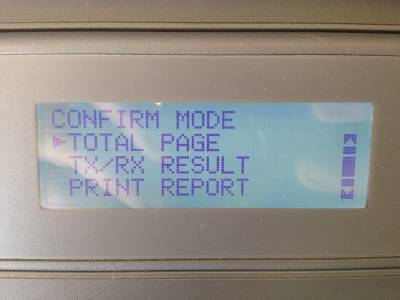 CONFIRM MODE
TOTAL PAGE
TX/RX RESULT
PRINT REPORT